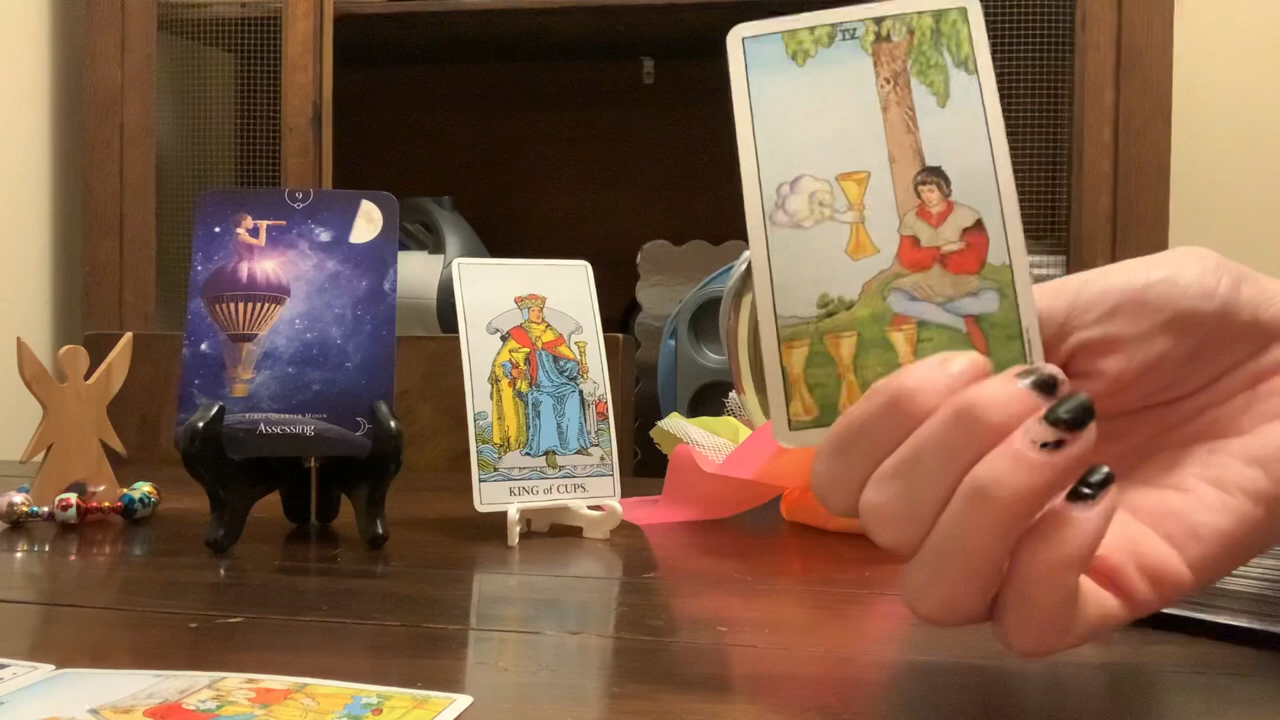 9
FIRST QUARTER MOON
Assessing
KING of CUPS.
IV